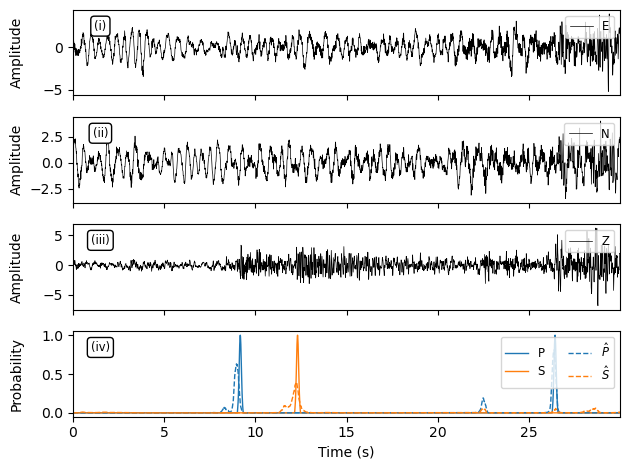 (i)
E
Amplitude
0
−5
(ii)
N
Amplitude
2.5
0.0
−2.5
(iii)
Z
Amplitude
5
0
−5
(iv)
P
P̂
S
Ŝ
Probability
1.0
0.5
0.0
0 5 10 15 20 25
Time (s)